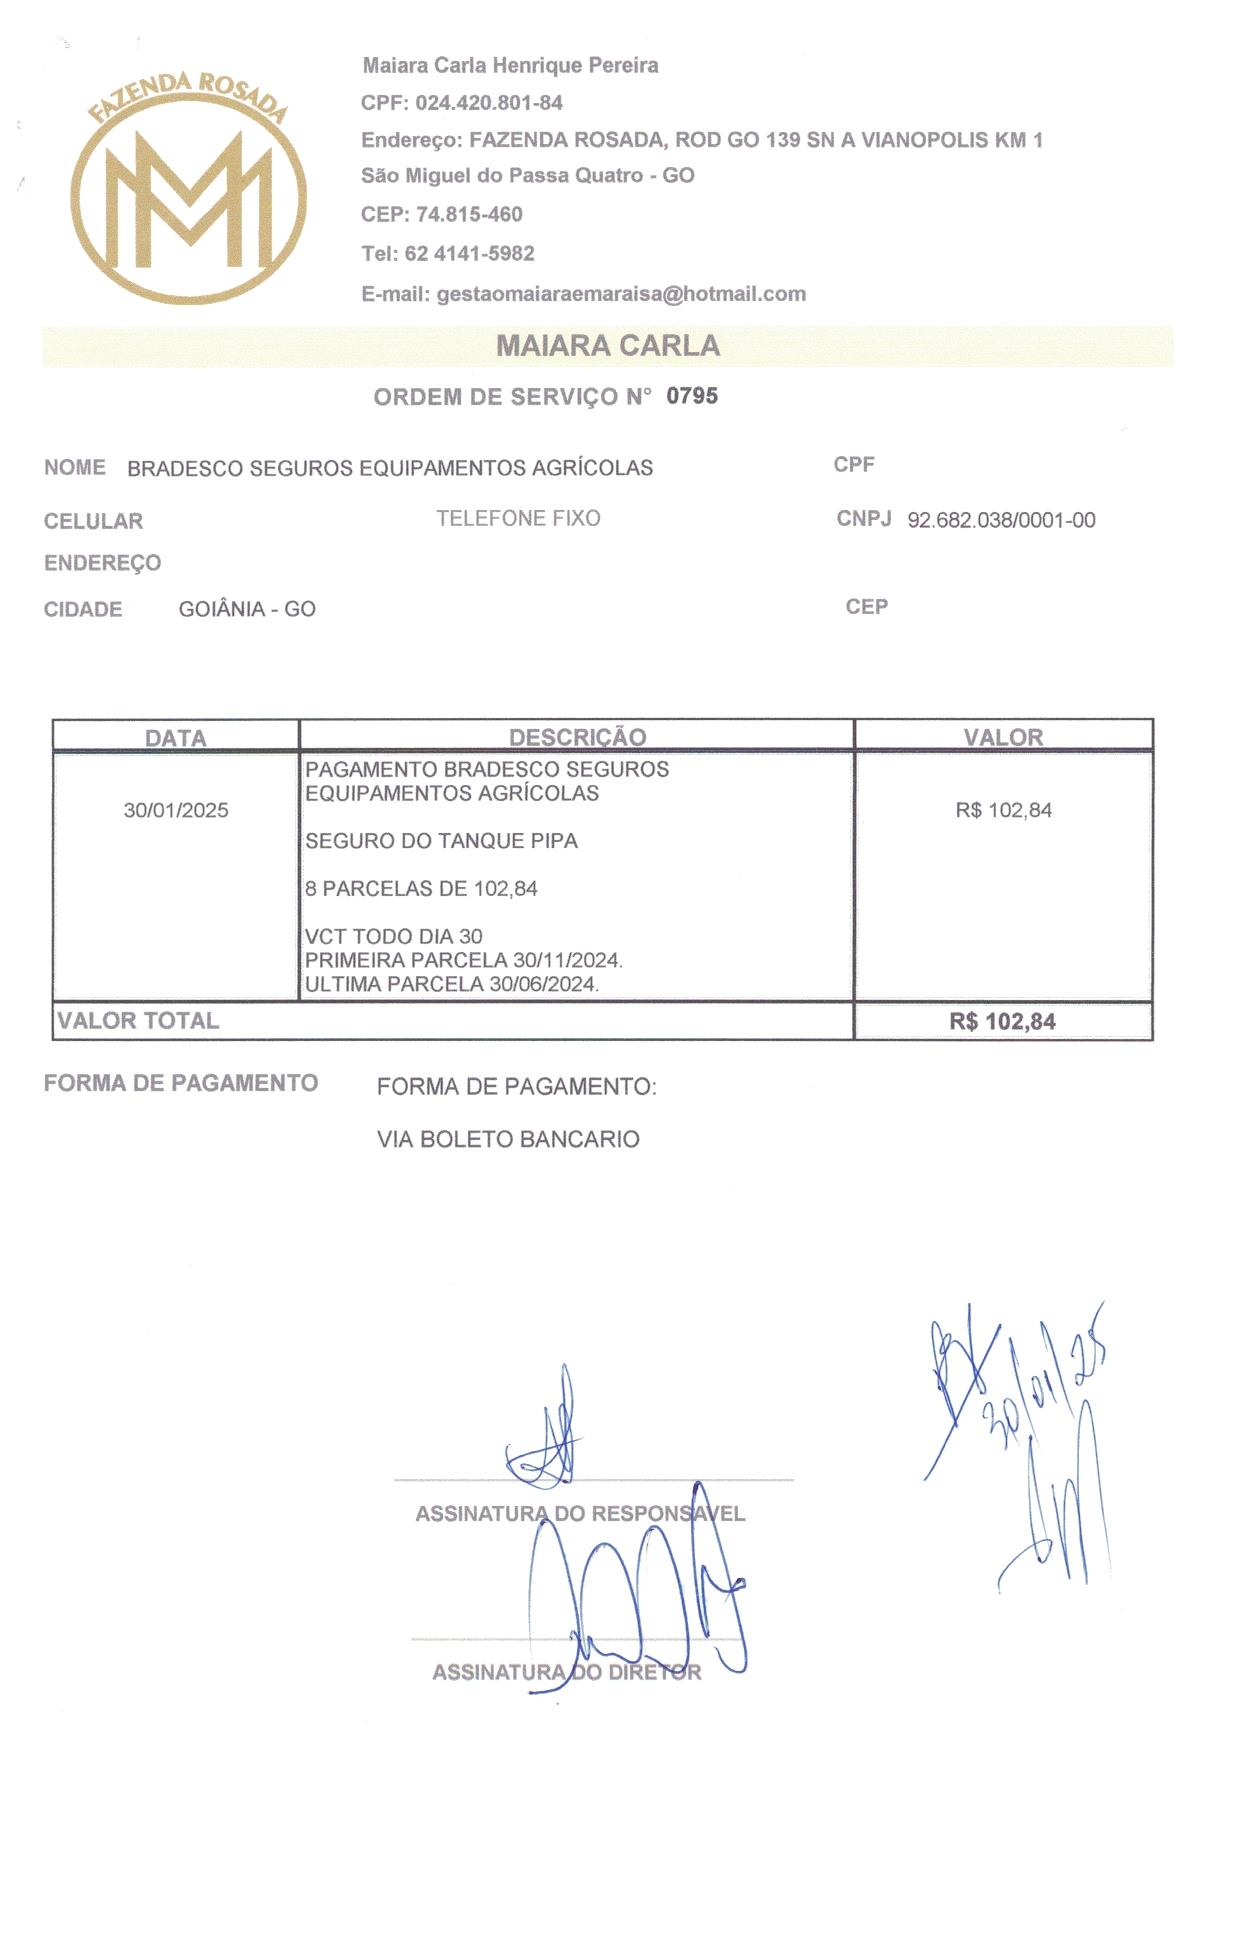 FAZENDA ROSADA
MM
Maiara Carla Henrique Pereira
CPF: 024.420.801-84
Endereço: FAZENDA ROSADA, ROD GO 139 SN A VIANOPOLIS KM 1
São Miguel do Passa Quatro - GO
CEP: 74.815-460
Tel: 62 4141-5982
E-mail: gestaomaiaraemaraisa@hotmail.com
MAIARA CARLA
ORDEM DE SERVIÇO N° 0795
NOME BRADESCO SEGUROS EQUIPAMENTOS AGRÍCOLAS CPF
CELULAR TELEFONE FIXO CNPJ 92.682.038/0001-00
ENDEREÇO
CIDADE GOIÂNIA - GO CEP
DATA DESCRIÇÃO VALOR
PAGAMENTO BRADESCO SEGUROS
EQUIPAMENTOS AGRÍCOLAS
30/01/2025 R$ 102,84
SEGURO DO TANQUE PIPA
8 PARCELAS DE 102,84
VCT TODO DIA 30
PRIMEIRA PARCELA 30/11/2024.
ULTIMA PARCELA 30/06/2024.
VALOR TOTAL R$ 102,84
FORMA DE PAGAMENTO FORMA DE PAGAMENTO:
VIA BOLETO BANCARIO
30/01/25
ASSINATURA DO RESPONSAVEL
ASSINATURA DO DIRETOR